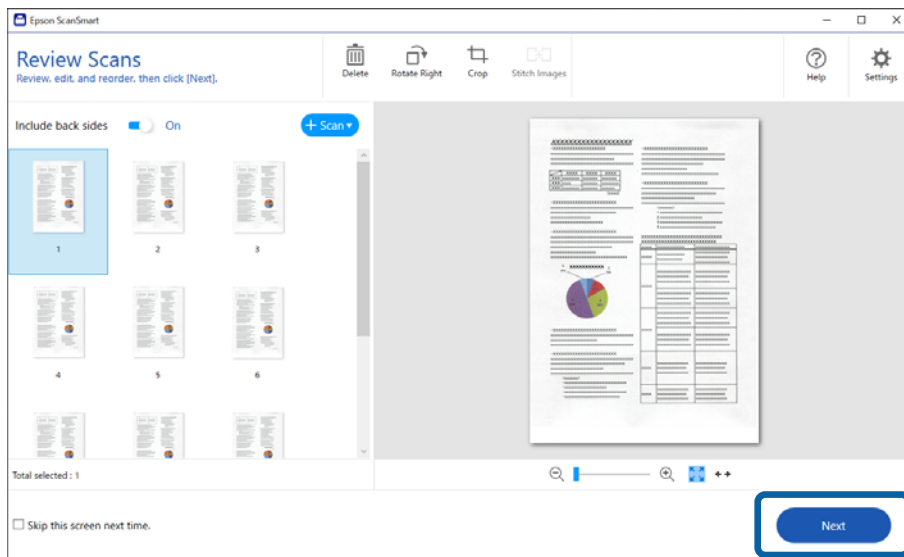 Epson ScanSmart
Review Scans
Review, edit, and reorder, then click [Next].
Delete
Rotate Right
Crop
Stitch Images
Help
Settings
Include back sides
On
+ Scan
1
2
3
4
5
6
Total selected : 1
Skip this screen next time.
Next